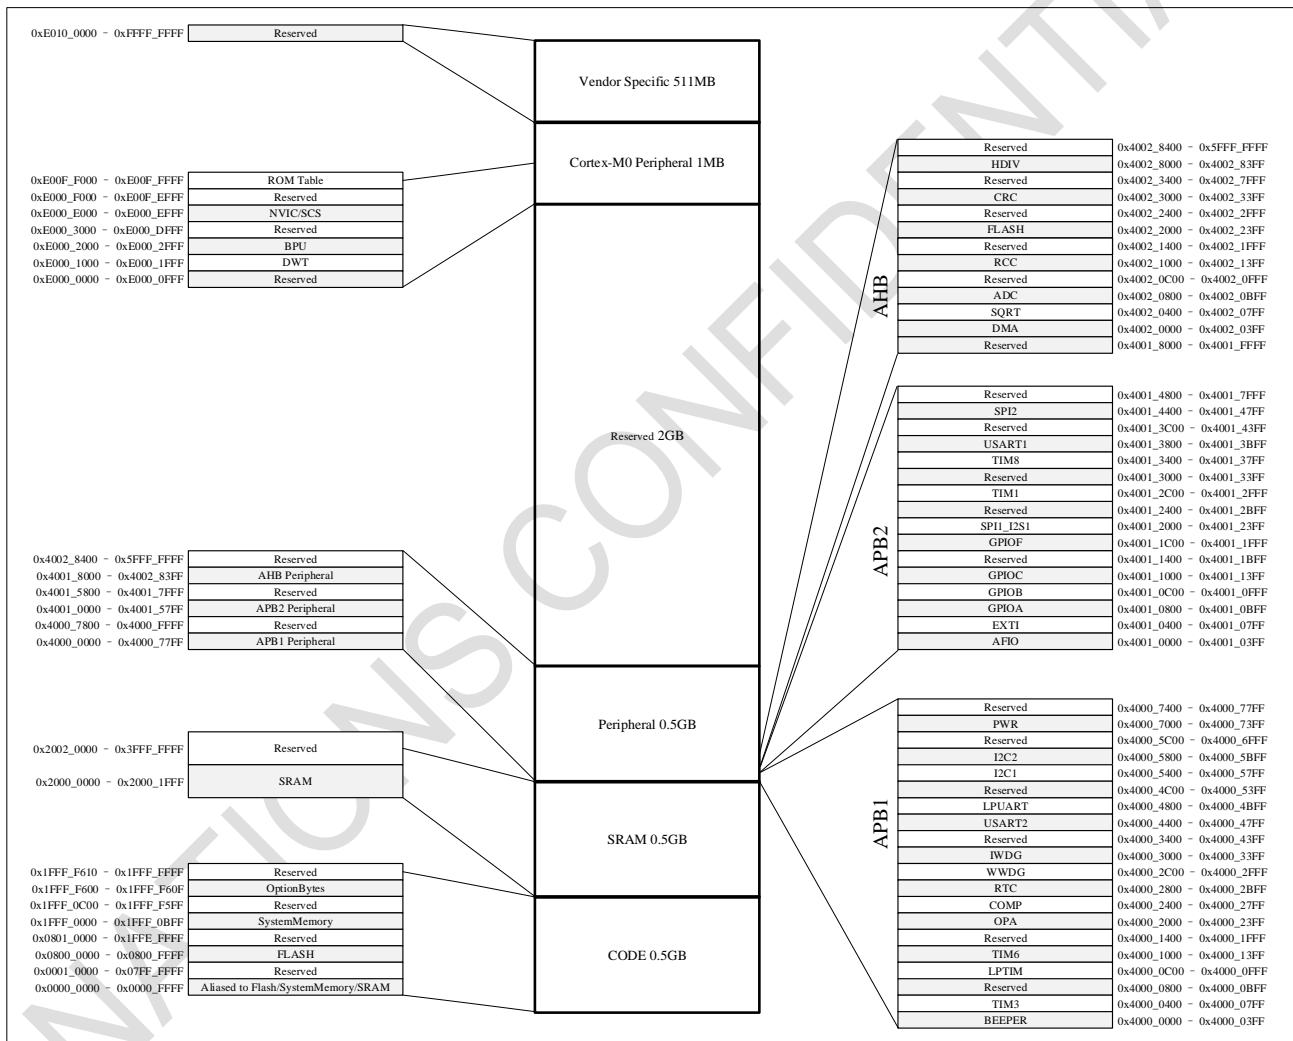 0xE010_0000 - 0xFFFF_FFFF Reserved
0xE00F_F000 - 0xE00F_FFFF ROM Table
0xE000_F000 - 0xE00F_EFFF Reserved
0xE000_E000 - 0xE000_EFFF NVIC/SCS
0xE000_3000 - 0xE000_DFFF Reserved
0xE000_2000 - 0xE000_2FFF BPU
0xE000_1000 - 0xE000_1FFF DWT
0xE000_0000 - 0xE000_0FFF Reserved
0x4002_8400 - 0x5FFF_FFFF Reserved
0x4001_8000 - 0x4002_83FF AHB Peripheral
0x4001_5800 - 0x4001_7FFF Reserved
0x4001_0000 - 0x4001_57FF APB2 Peripheral
0x4000_7800 - 0x4000_FFFF Reserved
0x4000_0000 - 0x4000_77FF APB1 Peripheral
0x2002_0000 - 0x3FFF_FFFF Reserved
0x2000_0000 - 0x2000_1FFF SRAM
0x1FFF_F610 - 0x1FFF_FFFF Reserved
0x1FFF_F600 - 0x1FFF_F60F OptionBytes
0x1FFF_0C00 - 0x1FFF_F5FF Reserved
0x1FFF_0000 - 0x1FFF_0BFF SystemMemory
0x0801_0000 - 0x1FFE_FFFF Reserved
0x0800_0000 - 0x0800_FFFF FLASH
0x0001_0000 - 0x07FF_FFFF Reserved
0x0000_0000 - 0x0000_FFFF Aliased to Flash/SystemMemory/SRAM
Vendor Specific 511MB
Cortex-M0 Peripheral 1MB
Reserved 2GB
Peripheral 0.5GB
SRAM 0.5GB
CODE 0.5GB
AHB
Reserved 0x4002_8400 - 0x5FFF_FFFF
HDIV 0x4002_8000 - 0x4002_83FF
Reserved 0x4002_3400 - 0x4002_7FFF
CRC 0x4002_3000 - 0x4002_33FF
Reserved 0x4002_2400 - 0x4002_2FFF
FLASH 0x4002_2000 - 0x4002_23FF
Reserved 0x4002_1400 - 0x4002_1FFF
RCC 0x4002_1000 - 0x4002_13FF
Reserved 0x4002_0C00 - 0x4002_0FFF
ADC 0x4002_0800 - 0x4002_0BFF
SQRT 0x4002_0400 - 0x4002_07FF
DMA 0x4002_0000 - 0x4002_03FF
Reserved 0x4001_8000 - 0x4001_FFFF
APB2
Reserved 0x4001_4800 - 0x4001_7FFF
SPI2 0x4001_4400 - 0x4001_47FF
Reserved 0x4001_3C00 - 0x4001_43FF
USART1 0x4001_3800 - 0x4001_3BFF
TIM8 0x4001_3400 - 0x4001_37FF
Reserved 0x4001_3000 - 0x4001_33FF
TIM1 0x4001_2C00 - 0x4001_2FFF
Reserved 0x4001_2400 - 0x4001_2BFF
SPI1_I2S1 0x4001_2000 - 0x4001_23FF
GPIOF 0x4001_1C00 - 0x4001_1FFF
Reserved 0x4001_1400 - 0x4001_1BFF
GPIOC 0x4001_1000 - 0x4001_13FF
GPIOB 0x4001_0C00 - 0x4001_0FFF
GPIOA 0x4001_0800 - 0x4001_0BFF
EXTI 0x4001_0400 - 0x4001_07FF
AFIO 0x4001_0000 - 0x4001_03FF
APB1
Reserved 0x4000_7400 - 0x4000_77FF
PWR 0x4000_7000 - 0x4000_73FF
Reserved 0x4000_5C00 - 0x4000_6FFF
I2C2 0x4000_5800 - 0x4000_5BFF
I2C1 0x4000_5400 - 0x4000_57FF
Reserved 0x4000_4C00 - 0x4000_53FF
LPUART 0x4000_4800 - 0x4000_4BFF
USART2 0x4000_4400 - 0x4000_47FF
Reserved 0x4000_3400 - 0x4000_43FF
IWDG 0x4000_3000 - 0x4000_33FF
WWDG 0x4000_2C00 - 0x4000_2FFF
RTC 0x4000_2800 - 0x4000_2BFF
COMP 0x4000_2400 - 0x4000_27FF
OPA 0x4000_2000 - 0x4000_23FF
Reserved 0x4000_1400 - 0x4000_1FFF
TIM6 0x4000_1000 - 0x4000_13FF
LPTIM 0x4000_0C00 - 0x4000_0FFF
Reserved 0x4000_0800 - 0x4000_0BFF
TIM3 0x4000_0400 - 0x4000_07FF
BEEPER 0x4000_0000 - 0x4000_03FF
NATIONS CONFIDENTIA